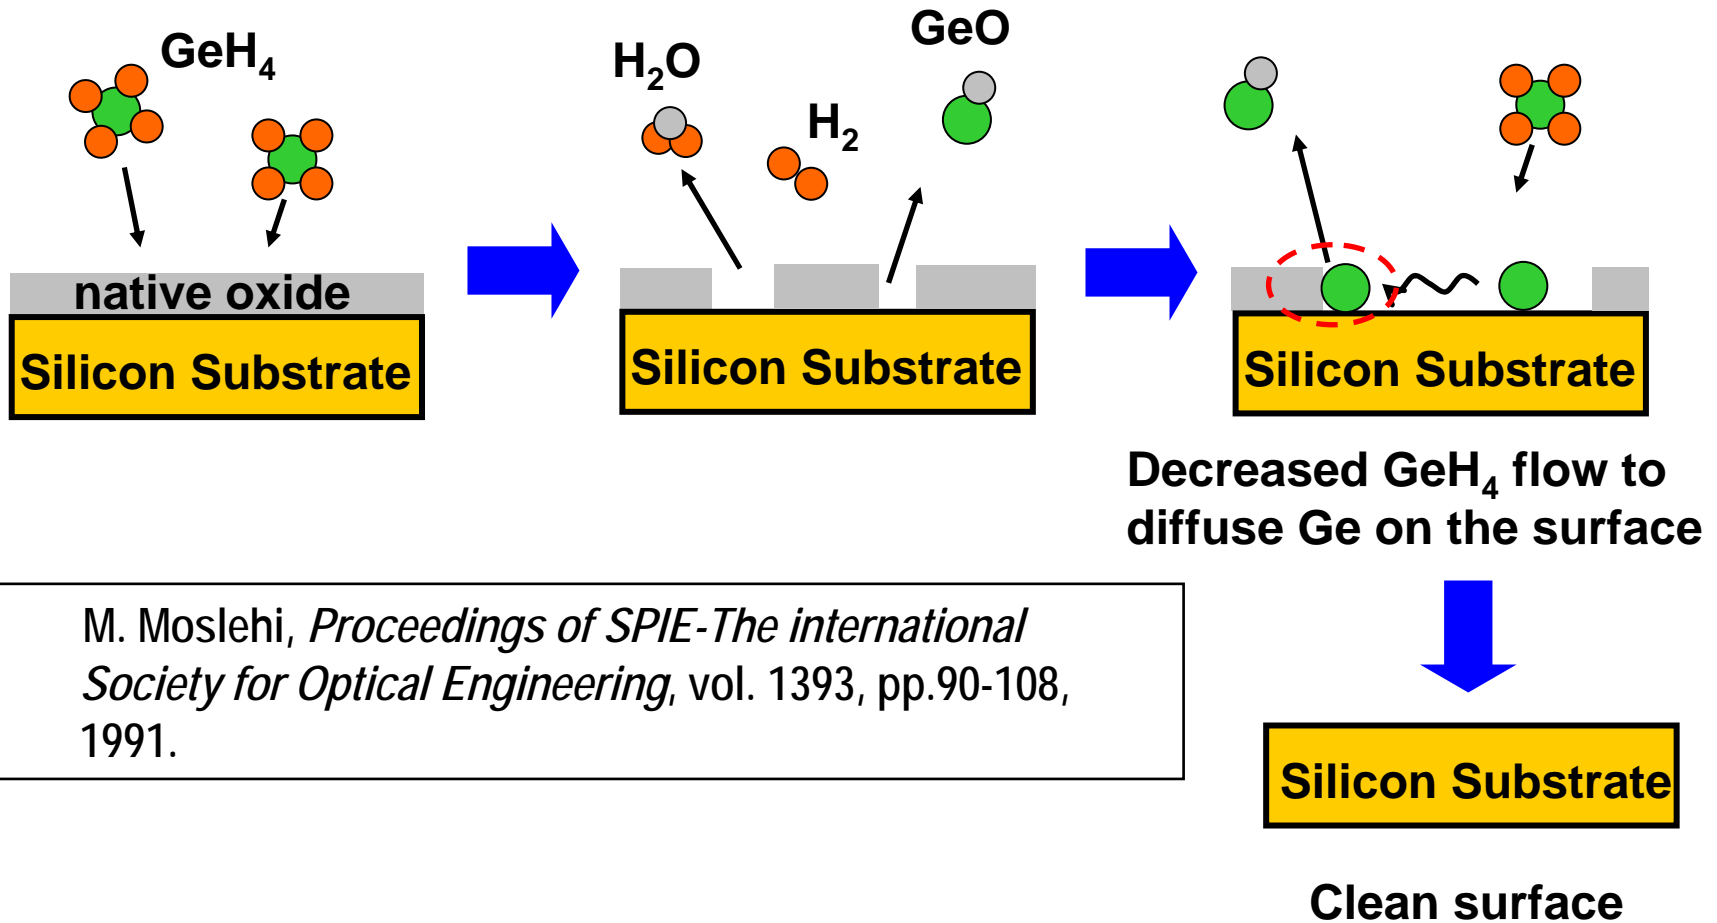 GeH₄
native oxide
Silicon Substrate
H₂O
H₂
GeO
Silicon Substrate
Silicon Substrate
Decreased GeH₄ flow to
diffuse Ge on the surface
M. Moslehi, Proceedings of SPIE-The international
Society for Optical Engineering, vol. 1393, pp.90-108,
1991.
Silicon Substrate
Clean surface